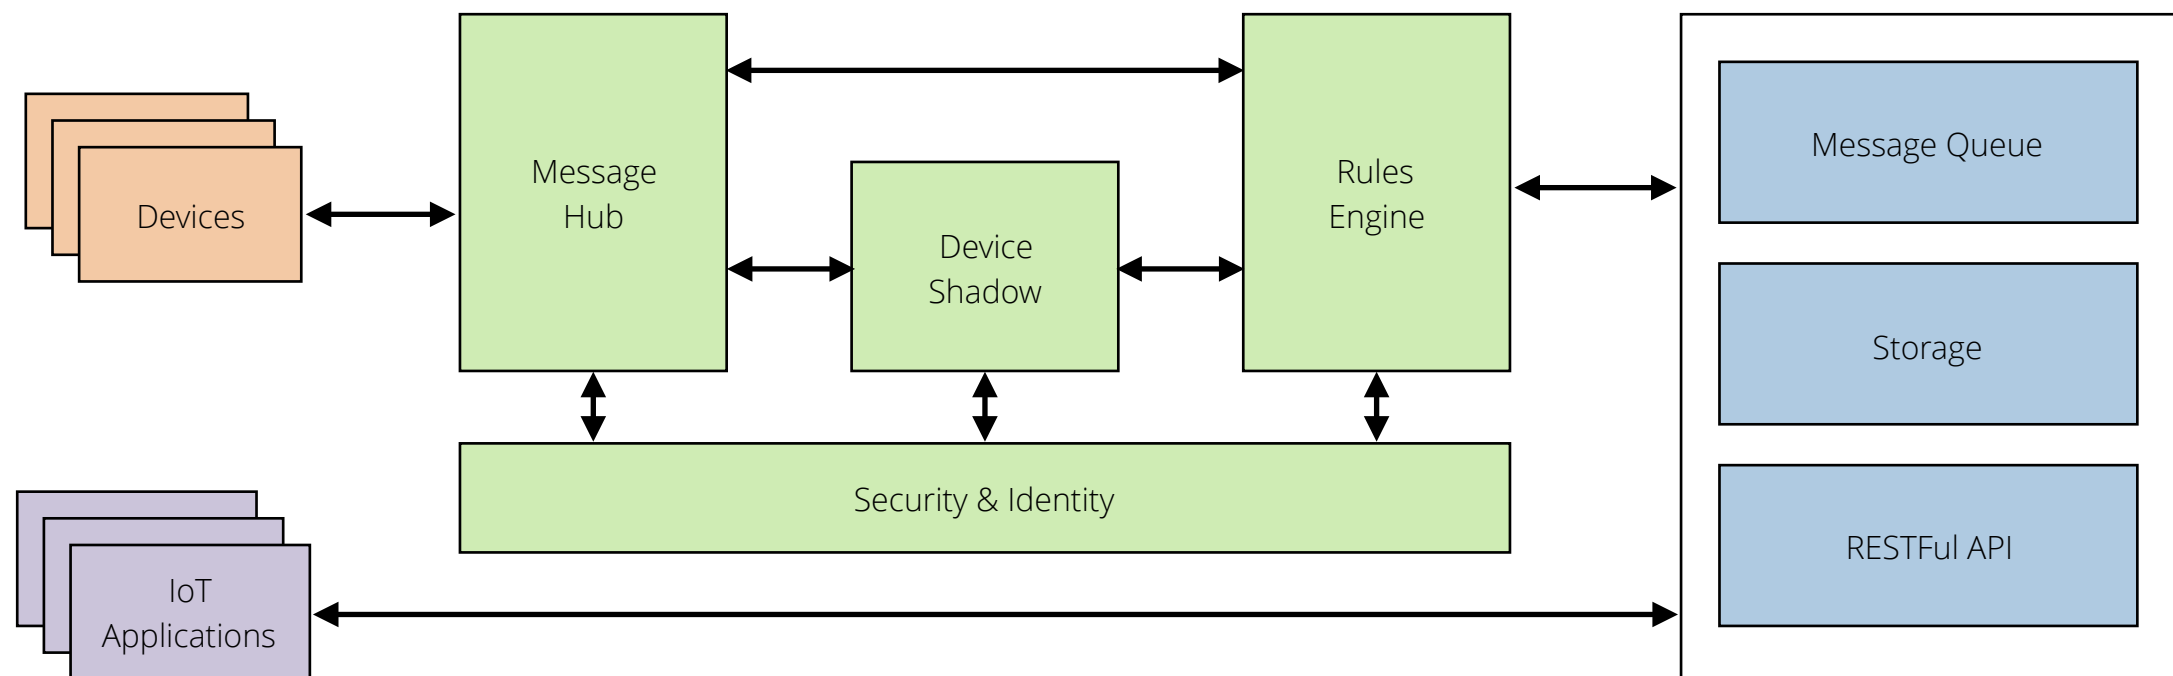 Devices
Message
Hub
Device
Shadow
Rules
Engine
Message Queue
Storage
RESTFul API
Security & Identity
IoT
Applications